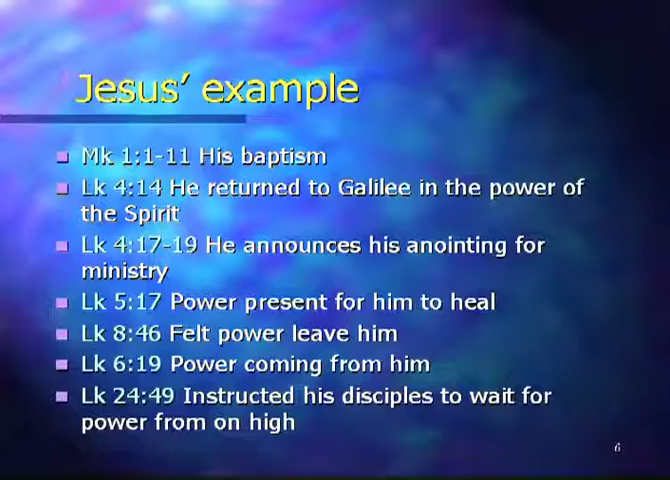 Jesus' example
Mk 1:1-11 His baptism
Lk 4:14 He returned to Galilee in the power of
the Spirit
Lk 4:17-19 He announces his anointing for
ministry
Lk 5:17 Power present for him to heal
Lk 8:46 Felt power leave him
Lk 6:19 Power coming from him
Lk 24:49 Instructed his disciples to wait for
power from on high
6